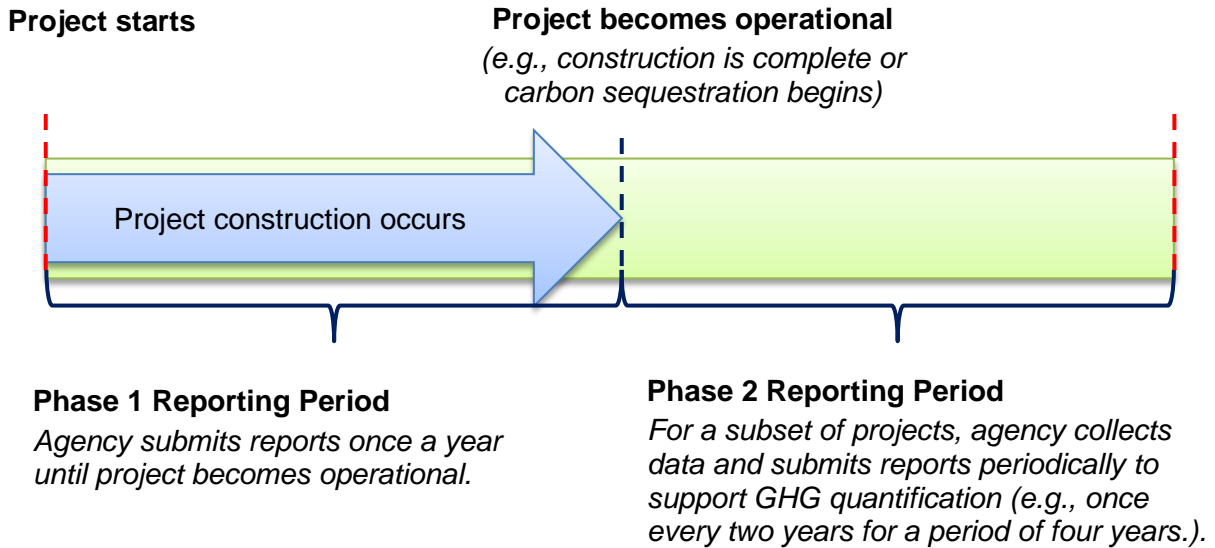 Project starts
Project becomes operational
(e.g., construction is complete or
carbon sequestration begins)
Project construction occurs
Phase 1 Reporting Period
Agency submits reports once a year
until project becomes operational.
Phase 2 Reporting Period
For a subset of projects, agency collects
data and submits reports periodically to
support GHG quantification (e.g., once
every two years for a period of four years.).